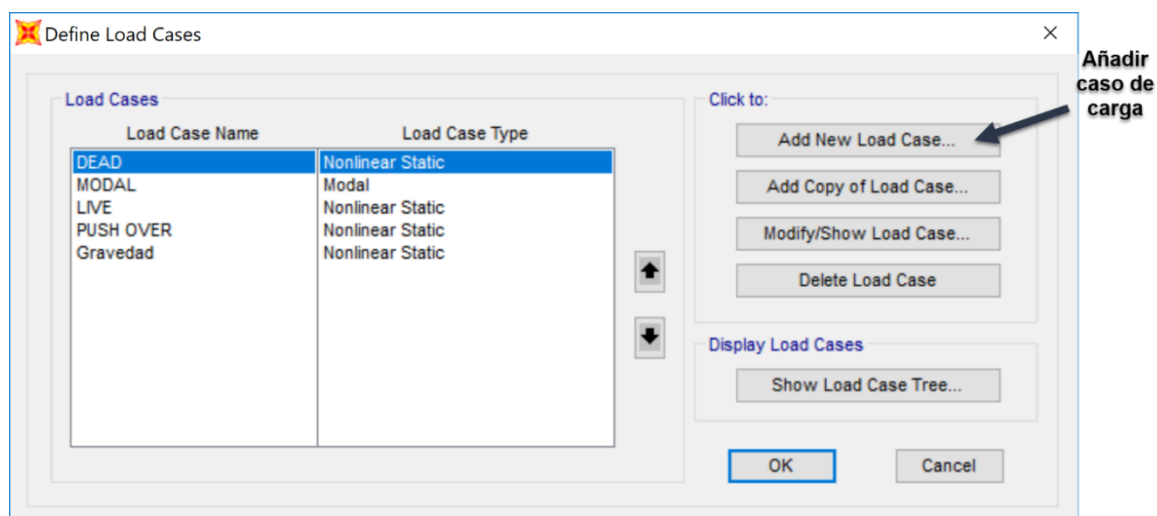 Define Load Cases
Añadir
caso de
carga
Load Cases
Click to:
Load Case Name Load Case Type
DEAD Nonlinear Static
MODAL Modal
LIVE Nonlinear Static
PUSH OVER Nonlinear Static
Gravedad Nonlinear Static
Add New Load Case...
Add Copy of Load Case...
Modify/Show Load Case...
Delete Load Case
Display Load Cases
Show Load Case Tree...
OK
Cancel